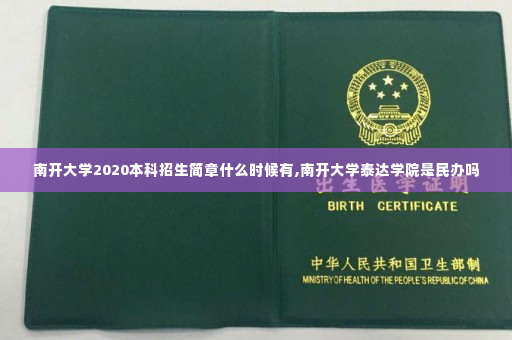 南开大学2020本科招生简章什么时候有,南开大学泰达学院是民办吗
出生医学证明
BIRTH CERTIFICATE
中华人民共和国卫生部制
MINISTRY OF HEALTH OF THE PEOPLE'S REPUBLIC OF CHINA